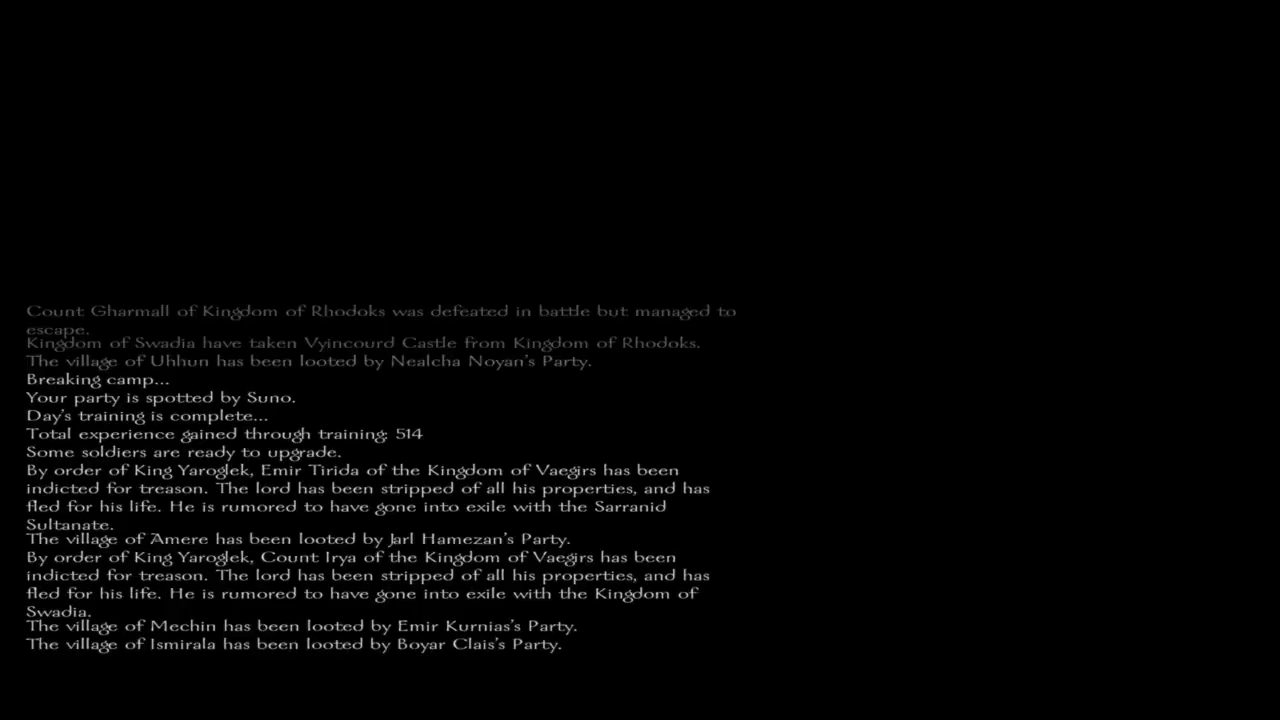 Count Gharmall of Kingdom of Rhodoks was defeated in battle but managed to
escape.
Kingdom of Swadia have taken Vyincourd Castle from Kingdom of Rhodoks.
The village of Uhhun has been looted by Nealcha Noyan's Party.
Breaking camp...
Your party is spotted by Suno.
Day's training is complete...
Total experience gained through training: 514
Some soldiers are ready to upgrade.
By order of King Yaroglek, Emir Tirida of the Kingdom of Vaegirs has been
indicted for treason. The lord has been stripped of all his properties, and has
fled for his life. He is rumored to have gone into exile with the Sarranid
Sultanate.
The village of Amere has been looted by Jarl Hamezan's Party.
By order of King Yaroglek, Count Irya of the Kingdom of Vaegirs has been
indicted for treason. The lord has been stripped of all his properties, and has
fled for his life. He is rumored to have gone into exile with the Kingdom of
Swadia.
The village of Mechin has been looted by Emir Kurnias's Party.
The village of Ismirala has been looted by Boyar Clais's Party.